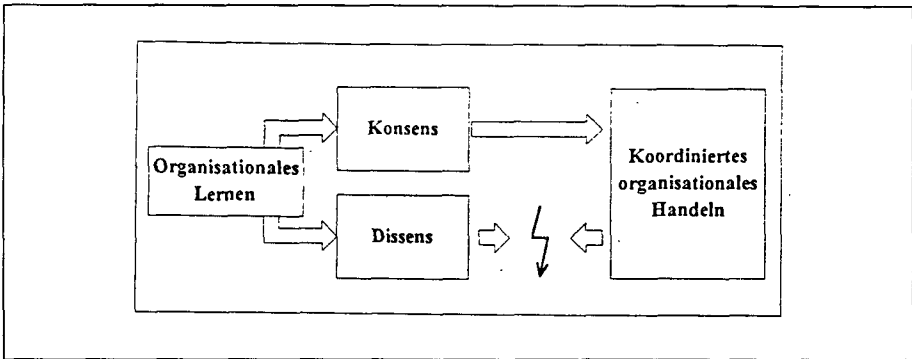 Organisationales
Lernen
Konsens
Dissens
Koordiniertes
organisationales
Handeln